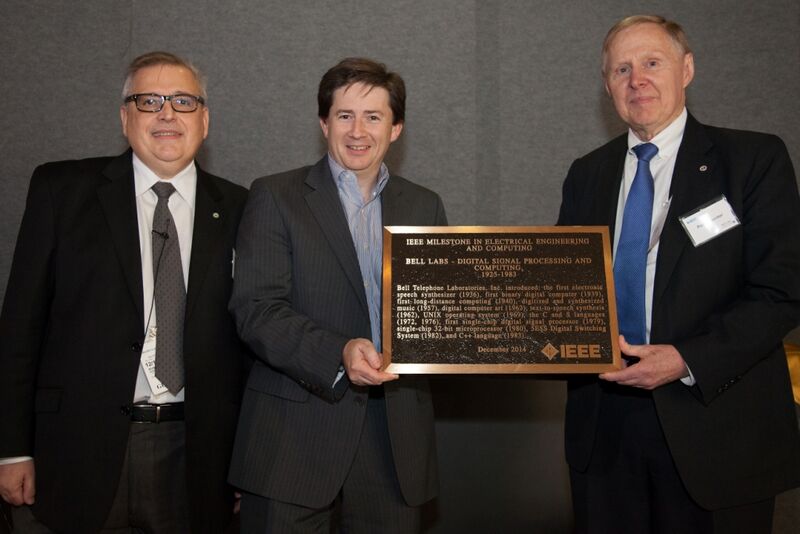 IEEE MILESTONE IN ELECTRICAL ENGINEERING
AND COMPUTING
BELL LABS - DIGITAL SIGNAL PROCESSING AND
COMPUTING,
1925-1983
Bell Telephone Laboratories, Inc. introduced: the first electronic
speech synthesizer (1936), first binary digital computer (1939),
first long-distance computing (1940), digitized and synthesized
music (1957), digital computer art (1962), text-to-speech synthesis
(1962), UNIX operating system (1969), the C and S languages
(1972, 1976), first single-chip digital signal processor (1979),
single-chip 32-bit microprocessor (1980), 5ESS Digital Switching
System (1982), and C++ language (1983).
December 2014
IEEE